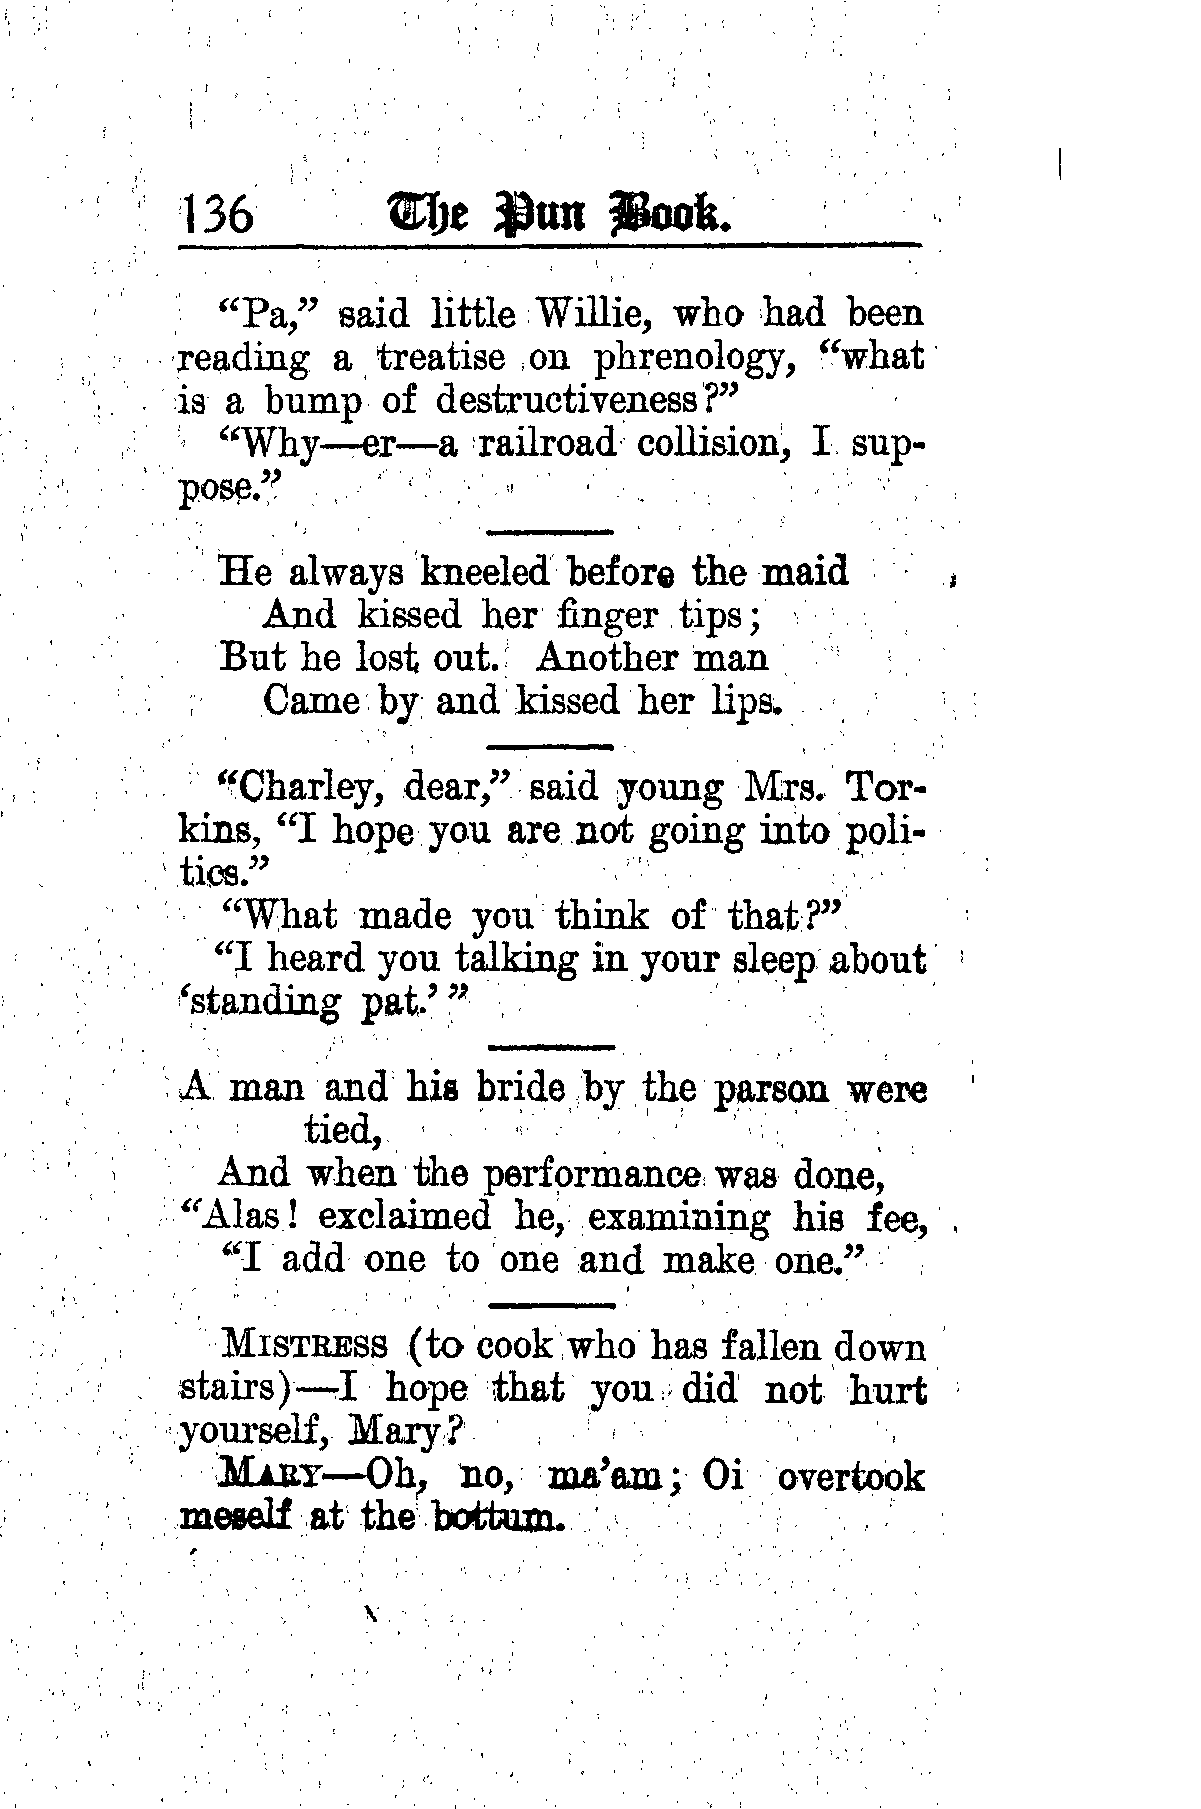 136 The Pun Book.
“Pa,” said little Willie, who had been
reading a treatise on phrenology, “what
is a bump of destructiveness?”
“Why—er—a railroad collision, I sup-
pose.”
He always kneeled before the maid
And kissed her finger tips;
But he lost out. Another man
Came by and kissed her lips.
“Charley, dear,” said young Mrs. Tor-
kins, “I hope you are not going into poli-
tics.”
“What made you think of that?”
“I heard you talking in your sleep about
‘standing pat.’ ”
A man and his bride by the parson were
tied,
And when the performance was done,
“Alas! exclaimed he, examining his fee,
“I add one to one and make one.”
MISTRESS (to cook who has fallen down
stairs)—I hope that you did not hurt
yourself, Mary?
MARY—Oh, no, ma’am; Oi overtook
meself at the bottum.